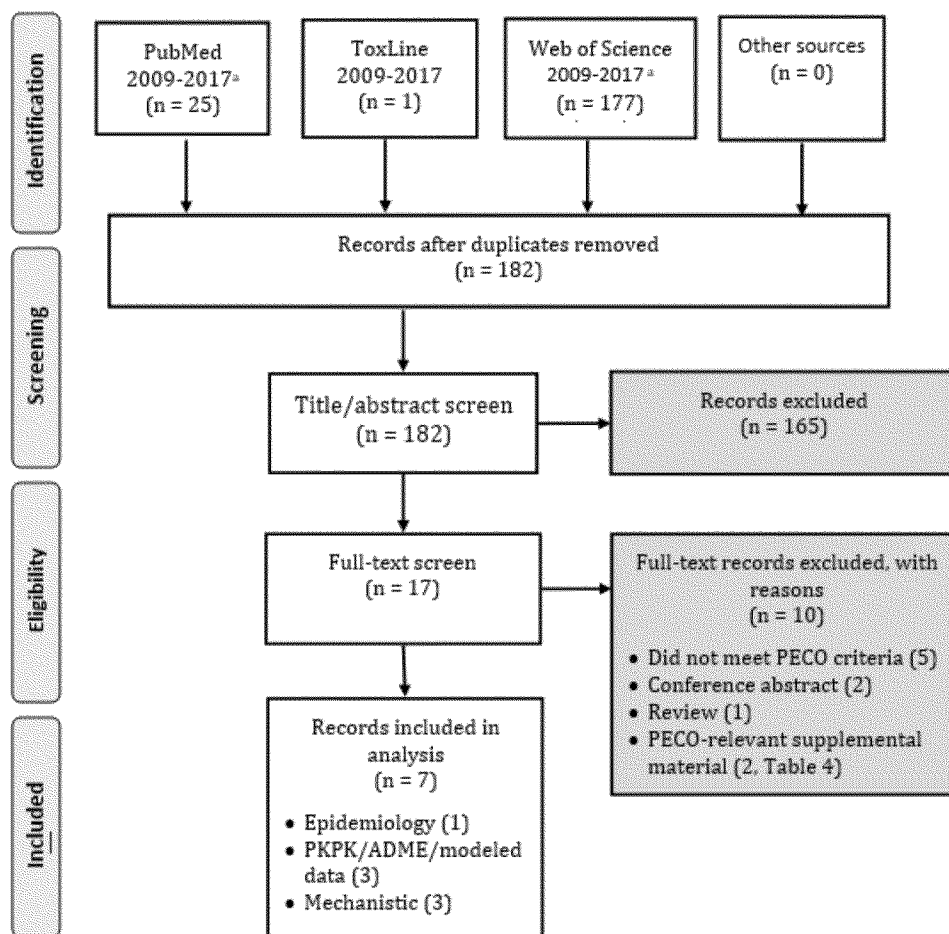 Identification
PubMed
2009-2017ª
(n = 25)
ToxLine
2009-2017
(n = 1)
Web of Science
2009-2017ª
(n = 177)
Other sources
(n = 0)
Records after duplicates removed
(n = 182)
Screening
Title/abstract screen
(n = 182)
Records excluded
(n = 165)
Eligibility
Full-text screen
(n = 17)
Full-text records excluded, with
reasons
(n = 10)
• Did not meet PECO criteria (5)
• Conference abstract (2)
• Review (1)
• PECO-relevant supplemental
material (2, Table 4)
Included
Records included in
analysis
(n = 7)
• Epidemiology (1)
• PKPK/ADME/modeled
data (3)
• Mechanistic (3)